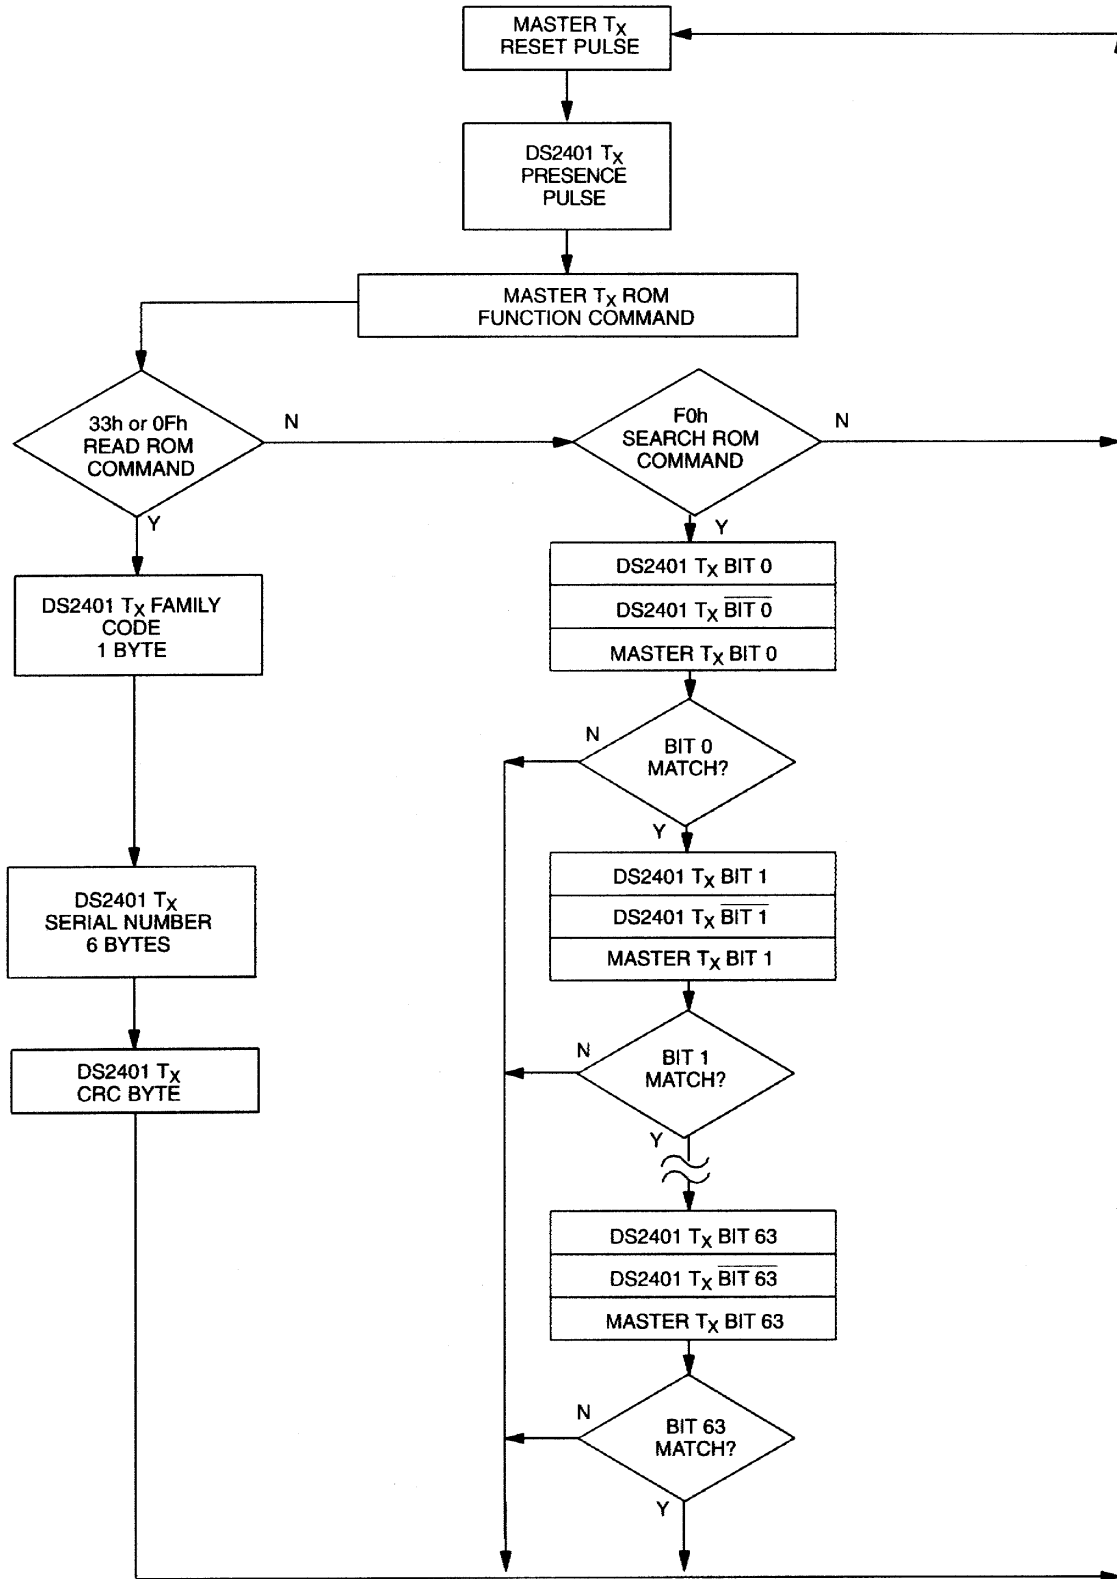 MASTER TX
RESET PULSE
DS2401 TX
PRESENCE
PULSE
MASTER TX ROM
FUNCTION COMMAND
33h or 0Fh
READ ROM
COMMAND
N
Y
F0h
SEARCH ROM
COMMAND
N
Y
DS2401 TX FAMILY
CODE
1 BYTE
DS2401 TX
SERIAL NUMBER
6 BYTES
DS2401 TX
CRC BYTE
DS2401 TX BIT 0
DS2401 TX B̅I̅T̅ ̅0̅
MASTER TX BIT 0
BIT 0
MATCH?
N
Y
DS2401 TX BIT 1
DS2401 TX B̅I̅T̅ ̅1̅
MASTER TX BIT 1
BIT 1
MATCH?
N
Y
DS2401 TX BIT 63
DS2401 TX B̅I̅T̅ ̅6̅3̅
MASTER TX BIT 63
BIT 63
MATCH?
N
Y